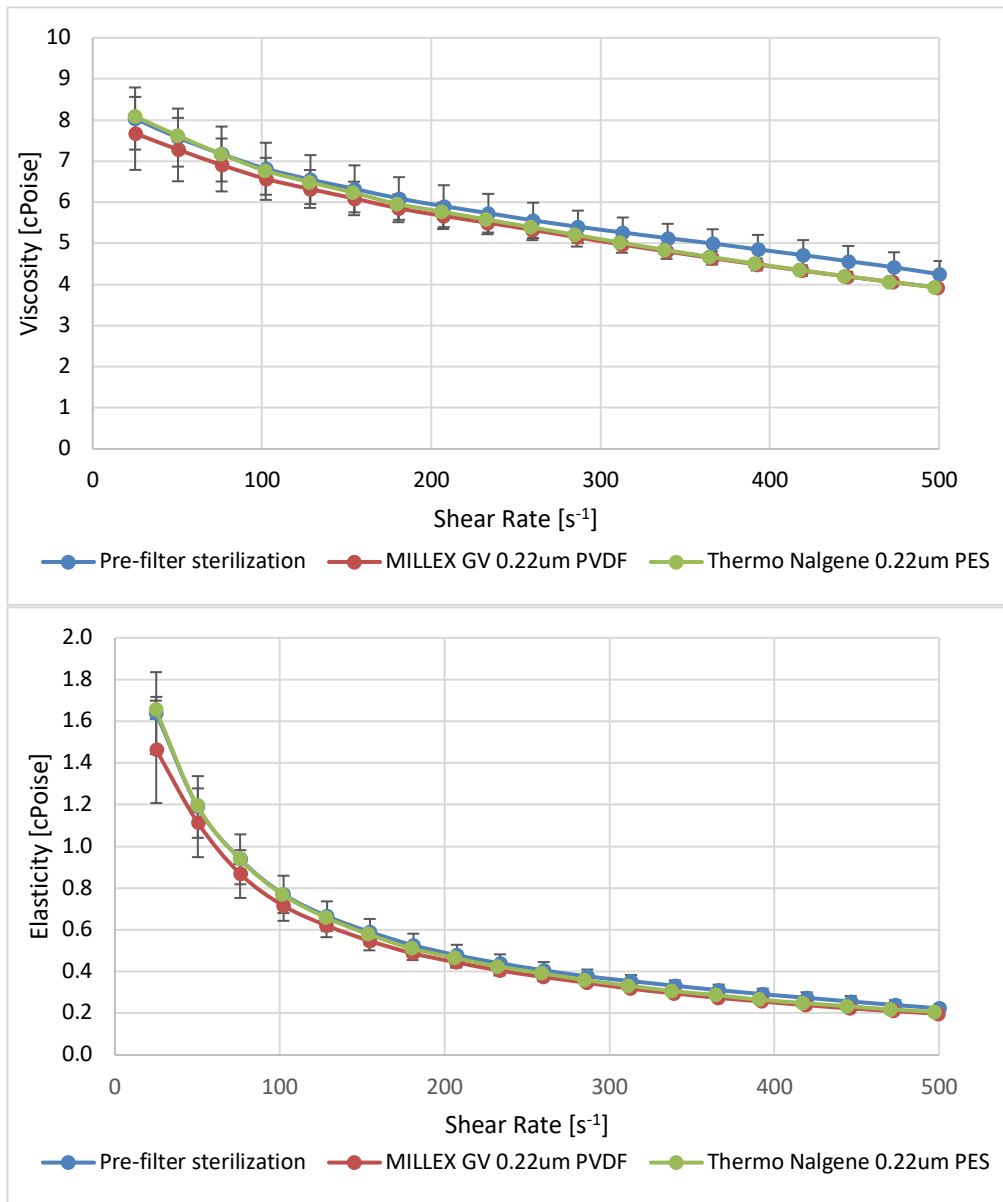 10
9
8
7
6
5
4
3
2
1
0
Viscosity [cPoise]
0 100 200 300 400 500
Shear Rate [s⁻¹]
Pre-filter sterilization MILLEX GV 0.22um PVDF Thermo Nalgene 0.22um PES
2.0
1.8
1.6
1.4
1.2
1.0
0.8
0.6
0.4
0.2
0.0
Elasticity [cPoise]
0 100 200 300 400 500
Shear Rate [s⁻¹]
Pre-filter sterilization MILLEX GV 0.22um PVDF Thermo Nalgene 0.22um PES